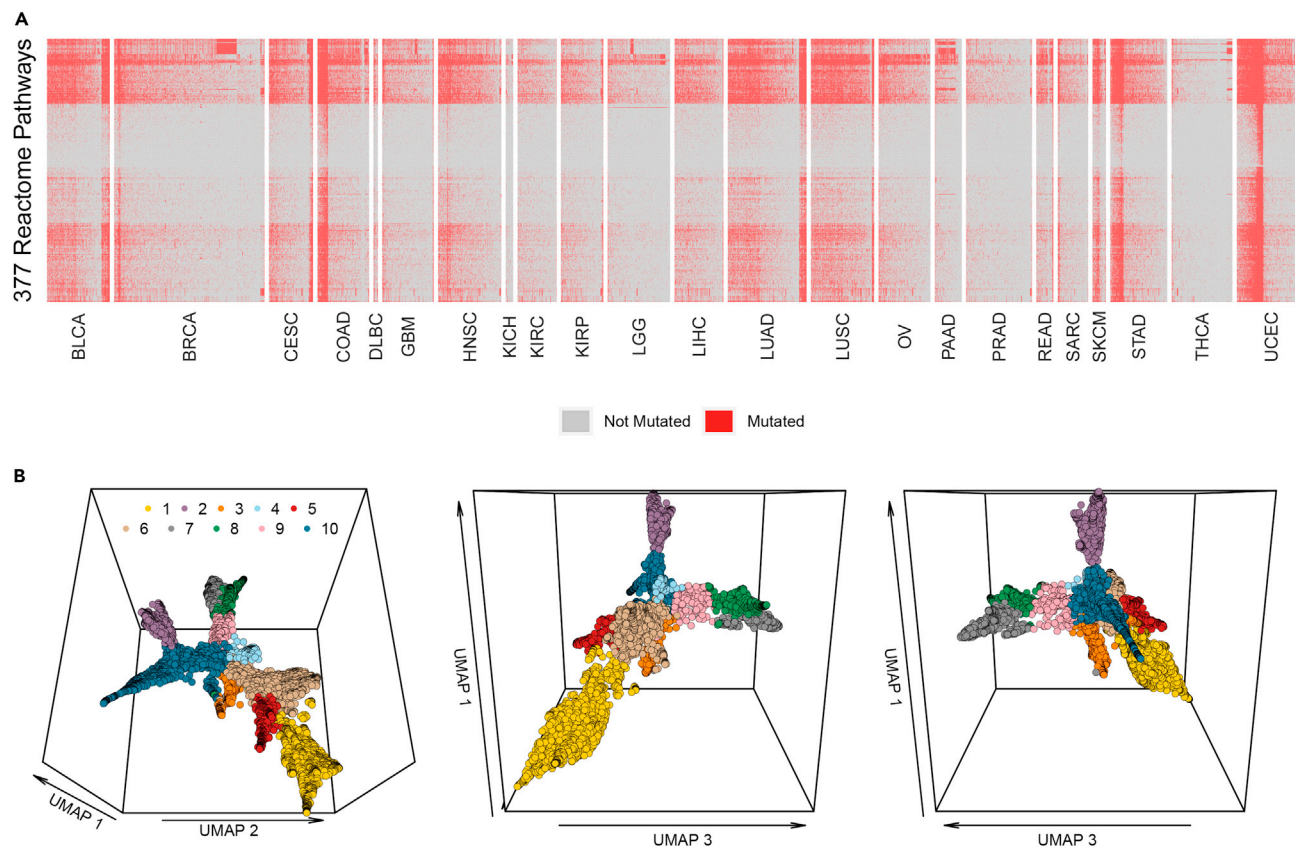 A
377 Reactome Pathways
BLCA
BRCA
CESC
COAD
DLBC
GBM
HNSC
KICH
KIRC
KIRP
LGG
LIHC
LUAD
LUSC
OV
PAAD
PRAD
READ
SARC
SKCM
STAD
THCA
UCEC
Not Mutated Mutated
B
1 2 3 4 5
6 7 8 9 10
UMAP 1
UMAP 2
UMAP 1
UMAP 3
UMAP 1
UMAP 3